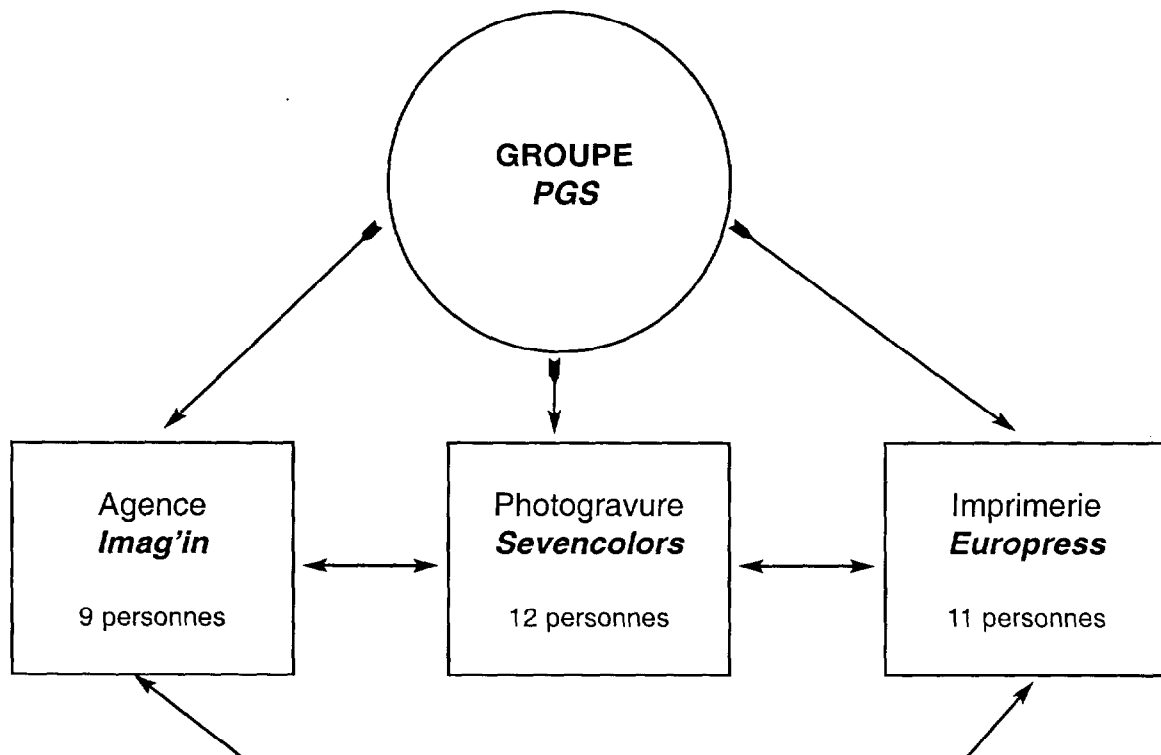 GROUPE
PGS
Agence
Imag'in
9 personnes
Photogravure
Sevencolors
12 personnes
Imprimerie
Europress
11 personnes